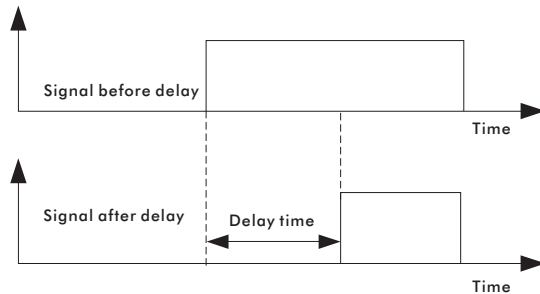 Signal before delay
Time
Signal after delay
Delay time
Time